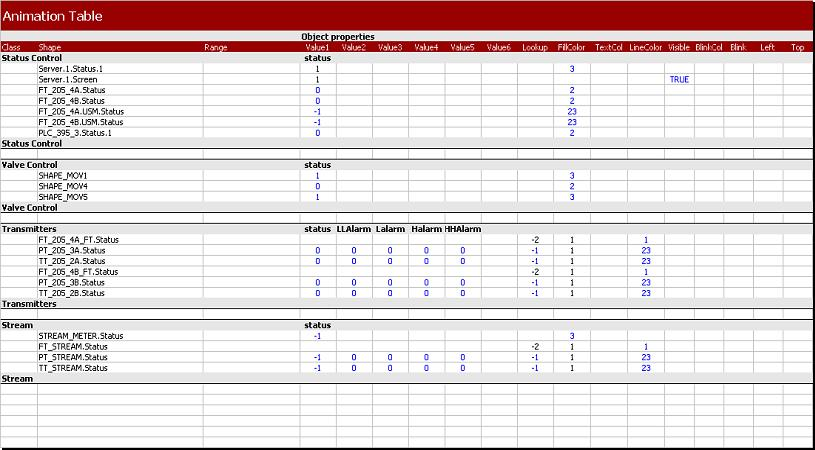 Animation Table
Object properties
Class Shape Range Value1 Value2 Value3 Value4 Value5 Value6 Lookup FillColor TextCol LineColor Visible BlinkCol Blink Left Top
Status Control status
Server.1.Status.1 1 3
Server.1.Screen 1 TRUE
FT_205_4A.Status 0 2
FT_205_4B.Status 0 2
FT_205_4A.USM.Status -1 23
FT_205_4B.USM.Status -1 23
PLC_395_3.Status.1 0 2
Status Control
Valve Control status
SHAPE_MOV1 1 3
SHAPE_MOV4 0 2
SHAPE_MOV5 1 3
Valve Control
Transmitters status LLAlarm Lalarm Halarm HHAlarm
FT_205_4A_FT.Status -2 1 1
PT_205_3A.Status 0 0 0 0 0 -1 1 23
TT_205_2A.Status 0 0 0 0 0 -1 1 23
FT_205_4B_FT.Status -2 1 1
PT_205_3B.Status 0 0 0 0 0 -1 1 23
TT_205_2B.Status 0 0 0 0 0 -1 1 23
Transmitters
Stream status
STREAM_METER.Status -1 3
FT_STREAM.Status -2 1 1
PT_STREAM.Status -1 0 0 0 0 -1 1 23
TT_STREAM.Status -1 0 0 0 0 -1 1 23
Stream